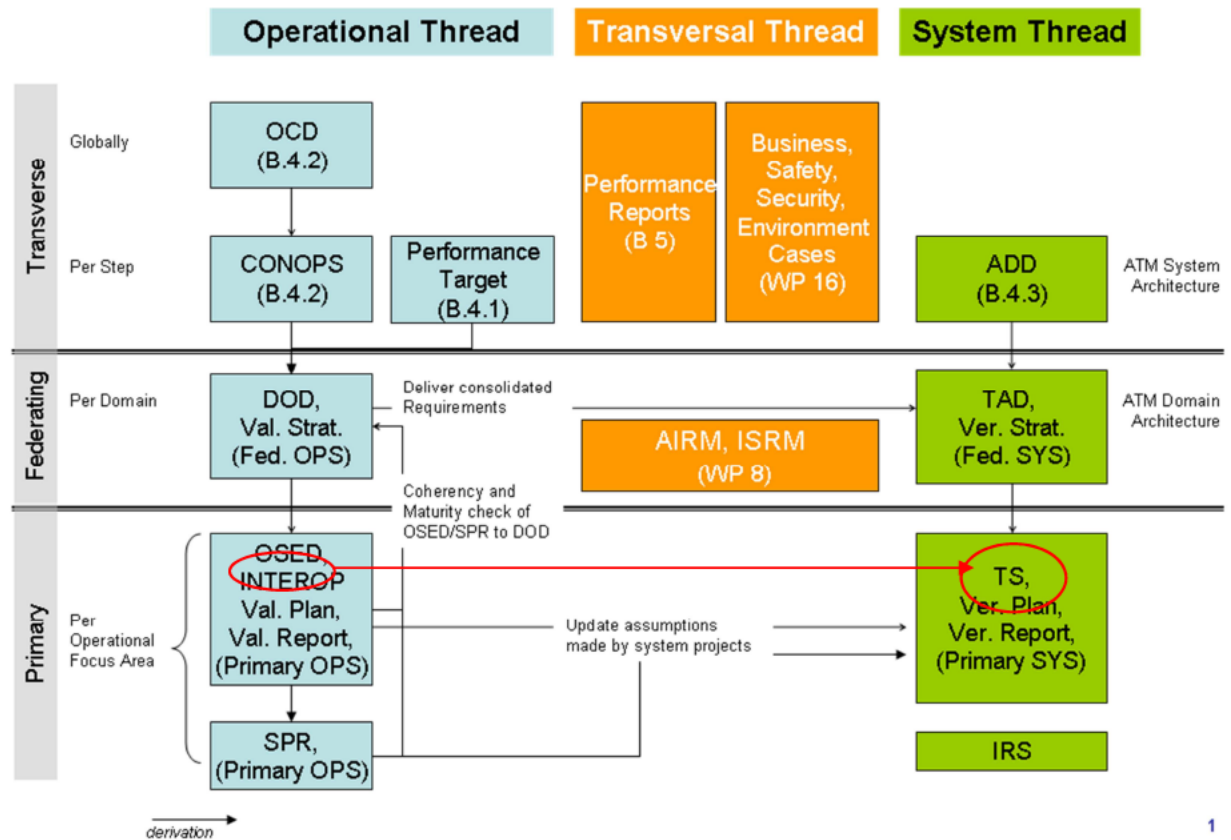 Operational Thread
Transversal Thread
System Thread
Transverse
Globally
OCD
(B.4.2)
Per Step
CONOPS
(B.4.2)
Performance
Target
(B.4.1)
Performance
Reports
(B 5)
Business,
Safety,
Security,
Environment
Cases
(WP 16)
ADD
(B.4.3)
ATM System
Architecture
Federating
Per Domain
DOD,
Val. Strat.
(Fed. OPS)
Deliver consolidated
Requirements
AIRM, ISRM
(WP 8)
TAD,
Ver. Strat.
(Fed. SYS)
ATM Domain
Architecture
Coherency and
Maturity check of
OSED/SPR to DOD
Primary
Per
Operational
Focus Area
OSED,
INTEROP
Val. Plan,
Val. Report,
(Primary OPS)
Update assumptions
made by system projects
TS,
Ver. Plan,
Ver. Report,
(Primary SYS)
SPR,
(Primary OPS)
IRS
derivation
1